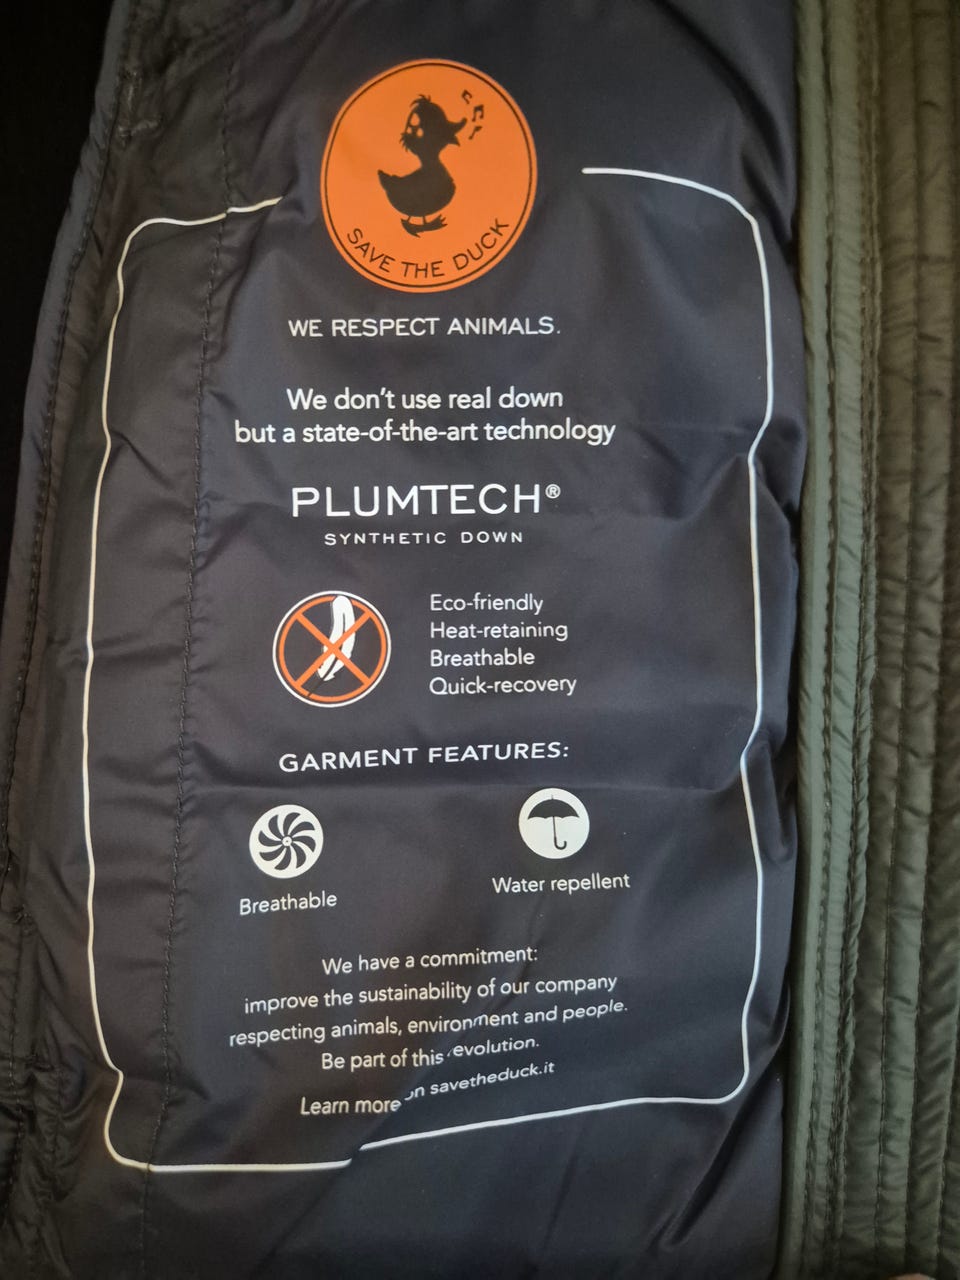 SAVE THE DUCK
WE RESPECT ANIMALS.
We don't use real down
but a state-of-the-art technology
PLUMTECH®
SYNTHETIC DOWN
Eco-friendly
Heat-retaining
Breathable
Quick-recovery
GARMENT FEATURES:
Breathable
Water repellent
We have a commitment:
improve the sustainability of our company
respecting animals, environment and people.
Be part of this revolution.
Learn more on savetheduck.it